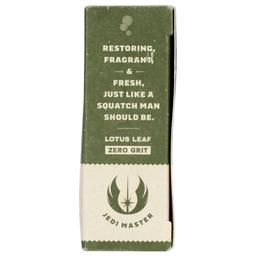 RESTORING,
FRAGRANT,
&
FRESH,
JUST LIKE A
SQUATCH MAN
SHOULD BE.
LOTUS LEAF
ZERO GRIT
JEDI MASTER